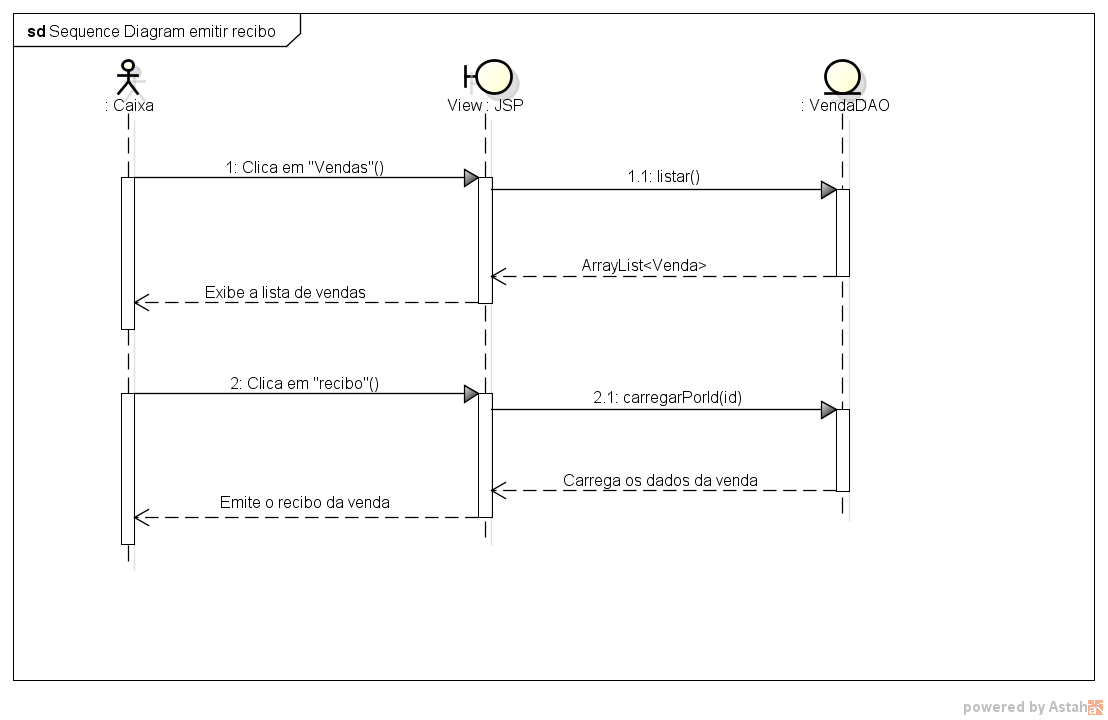 sd Sequence Diagram emitir recibo
: Caixa
View : JSP
: VendaDAO
1: Clica em "Vendas"()
1.1: listar()
ArrayList<Venda>
Exibe a lista de vendas
2: Clica em "recibo"()
2.1: carregarPorId(id)
Carrega os dados da venda
Emite o recibo da venda
powered by Astah